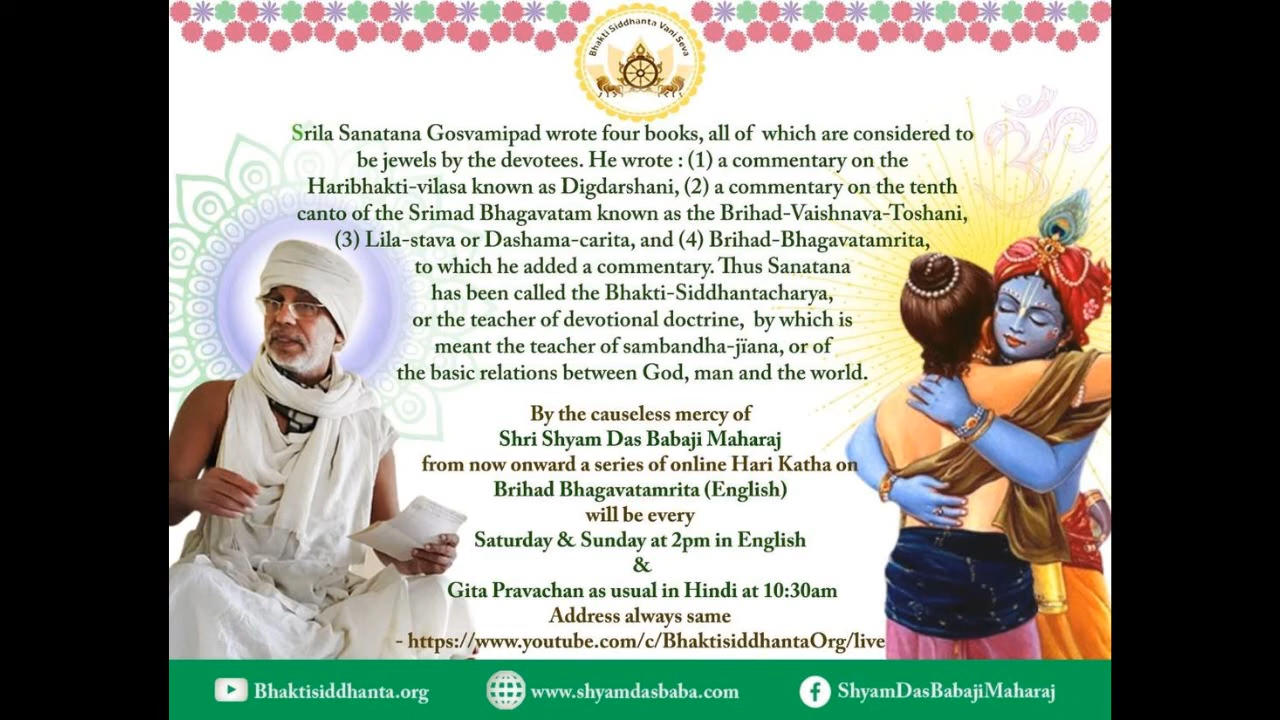 Bhakti Siddhanta Vani Seva
Srila Sanatana Gosvamipad wrote four books, all of which are considered to
be jewels by the devotees. He wrote : (1) a commentary on the
Haribhakti-vilasa known as Digdarshani, (2) a commentary on the tenth
canto of the Srimad Bhagavatam known as the Brihad-Vaishnava-Toshani,
(3) Lila-stava or Dashama-carita, and (4) Brihad-Bhagavatamrita,
to which he added a commentary. Thus Sanatana
has been called the Bhakti-Siddhantacharya,
or the teacher of devotional doctrine, by which is
meant the teacher of sambandha-jïana, or of
the basic relations between God, man and the world.
By the causeless mercy of
Shri Shyam Das Babaji Maharaj
from now onward a series of online Hari Katha on
Brihad Bhagavatamrita (English)
will be every
Saturday & Sunday at 2pm in English
&
Gita Pravachan as usual in Hindi at 10:30am
Address always same
- https://www.youtube.com/c/BhaktisiddhantaOrg/live
Bhaktisiddhanta.org www.shyamdasbaba.com ShyamDasBabajiMaharaj
ॐ